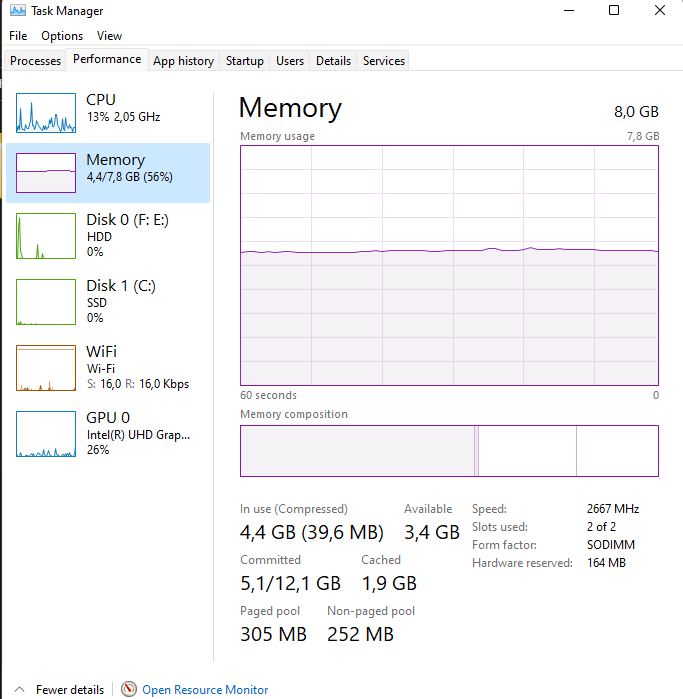 Task Manager
File Options View
Processes Performance App history Startup Users Details Services
CPU
13% 2,05 GHz
Memory
4,4/7,8 GB (56%)
Disk 0 (F: E:)
HDD
0%
Disk 1 (C:)
SSD
0%
WiFi
Wi-Fi
S: 16,0 R: 16,0 Kbps
GPU 0
Intel(R) UHD Grap...
26%
Memory 8,0 GB
Memory usage 7,8 GB
60 seconds 0
Memory composition
In use (Compressed) Available
4,4 GB (39,6 MB) 3,4 GB
Committed Cached
5,1/12,1 GB 1,9 GB
Paged pool Non-paged pool
305 MB 252 MB
Speed: 2667 MHz
Slots used: 2 of 2
Form factor: SODIMM
Hardware reserved: 164 MB
Fewer details Open Resource Monitor